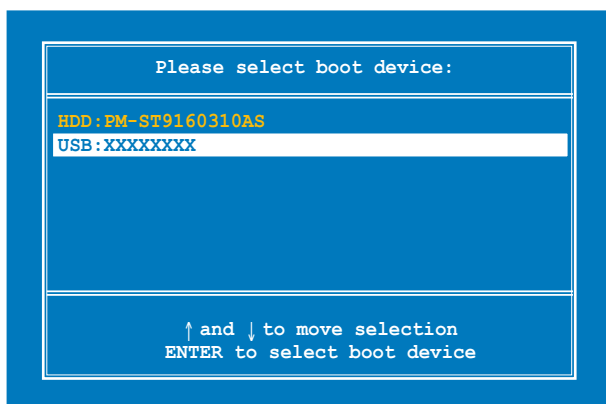 Please select boot device:
HDD:PM-ST9160310AS
USB:XXXXXXXX
↑ and ↓ to move selection
ENTER to select boot device